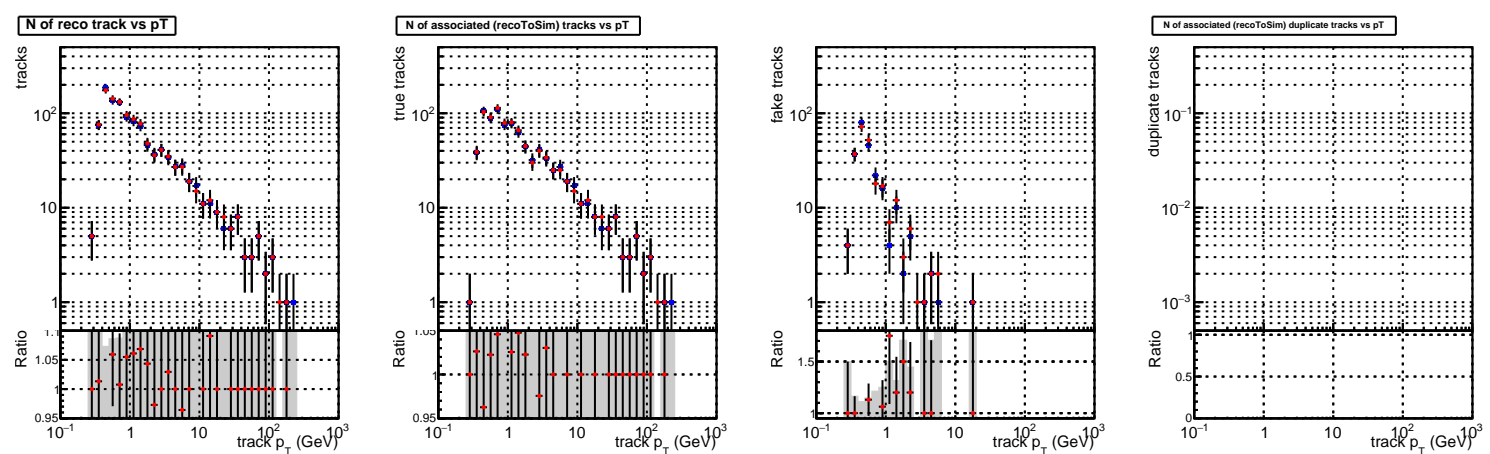 N of reco track vs pT
tracks
10²
10
1
Ratio
1.1
1.05
1
0.95
10⁻¹ 1 10 10² 10³
track p_T (GeV)
N of associated (recoToSim) tracks vs pT
true tracks
10²
10
1
Ratio
1.05
1
0.95
10⁻¹ 1 10 10² 10³
track p_T (GeV)
fake tracks
10²
10
1
Ratio
1.5
1
10⁻¹ 1 10 10² 10³
track p_T (GeV)
N of associated (recoToSim) duplicate tracks vs pT
duplicate tracks
10⁻¹
10⁻²
10⁻³
Ratio
1
0.5
0
10⁻¹ 1 10 10² 10³
track p_T (GeV)